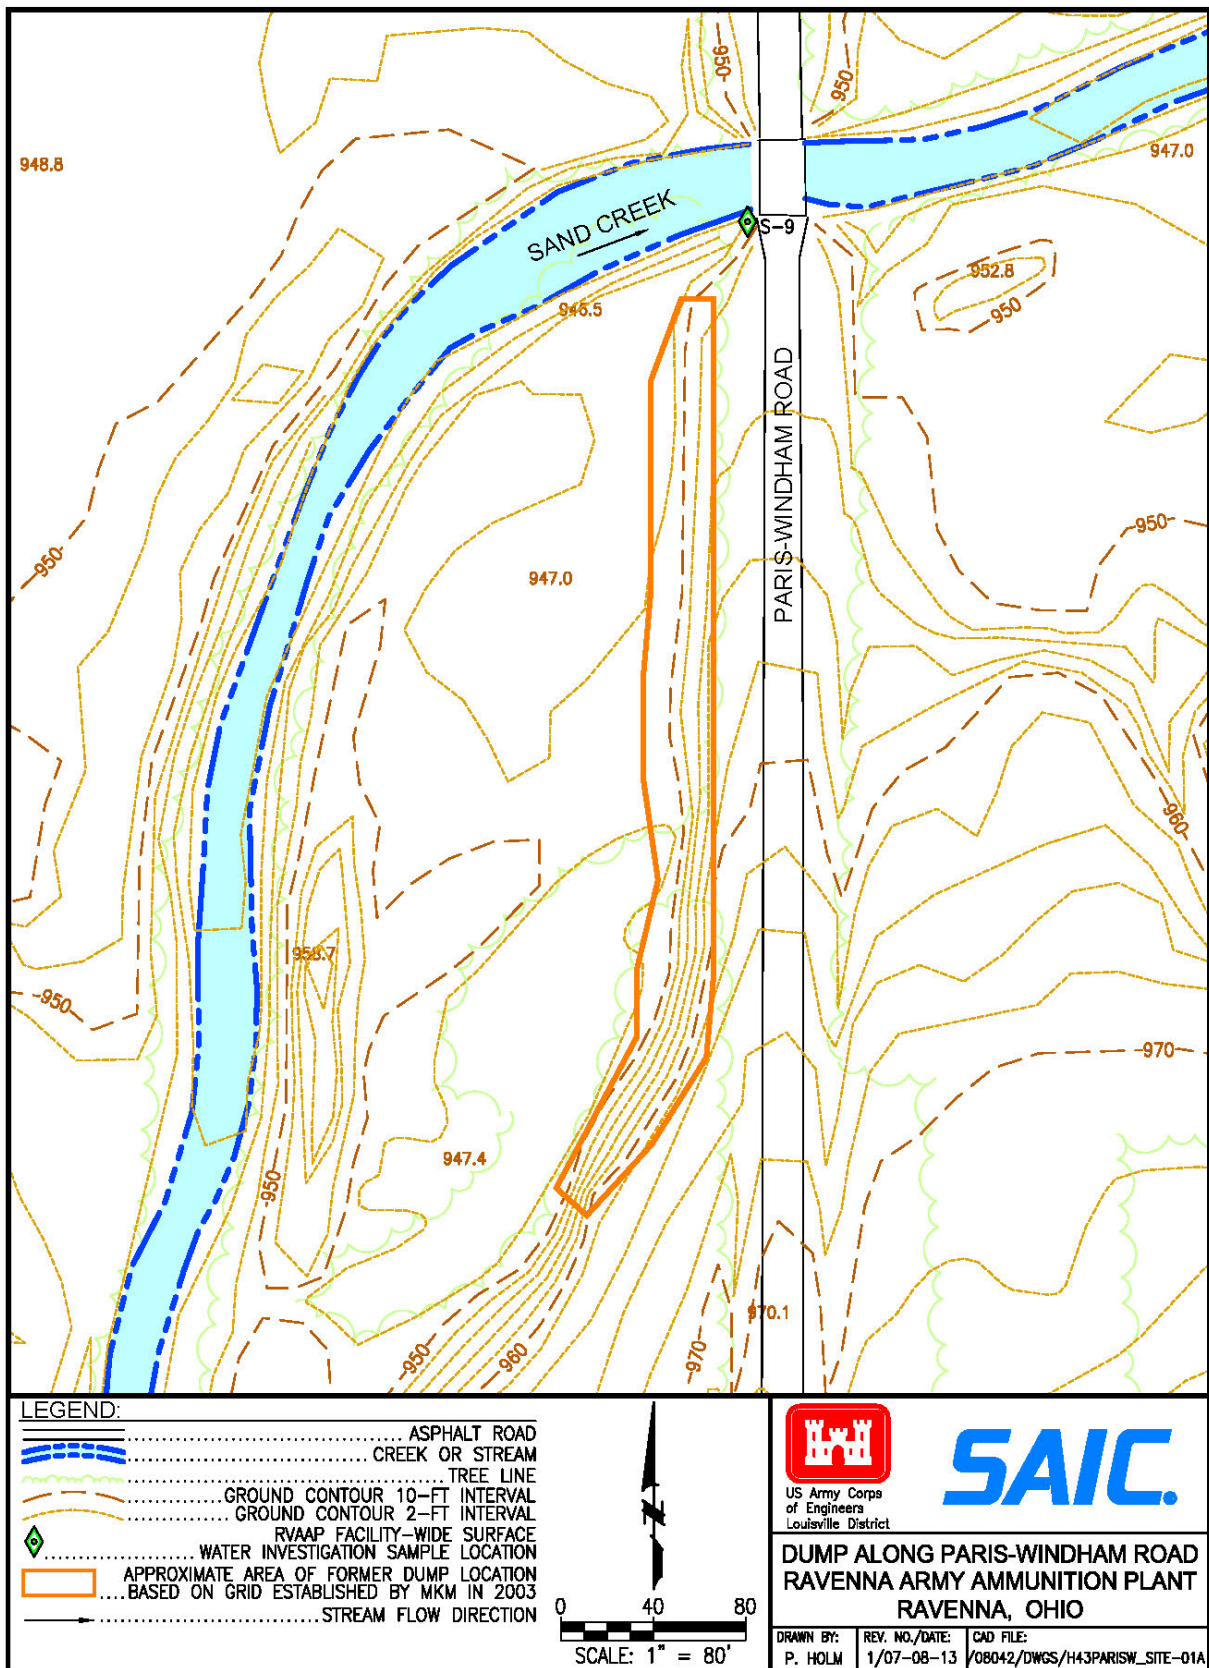 -950-
950
948.8
947.0
SAND CREEK
S-9
952.8
950
946.5
PARIS-WINDHAM ROAD
-950-
-950-
947.0
960
958.7
-950-
-970-
947.4
-950
970.1
-950
960
-970-
LEGEND:
ASPHALT ROAD
CREEK OR STREAM
TREE LINE
GROUND CONTOUR 10-FT INTERVAL
GROUND CONTOUR 2-FT INTERVAL
RVAAP FACILITY-WIDE SURFACE
WATER INVESTIGATION SAMPLE LOCATION
APPROXIMATE AREA OF FORMER DUMP LOCATION
BASED ON GRID ESTABLISHED BY MKM IN 2003
STREAM FLOW DIRECTION
N
0 40 80
SCALE: 1" = 80'
US Army Corps
of Engineers
Louisville District
SAIC.
DUMP ALONG PARIS-WINDHAM ROAD
RAVENNA ARMY AMMUNITION PLANT
RAVENNA, OHIO
DRAWN BY:
P. HOLM
REV. NO./DATE:
1/07-08-13
CAD FILE:
/08042/DWGS/H43PARISW_SITE-01A